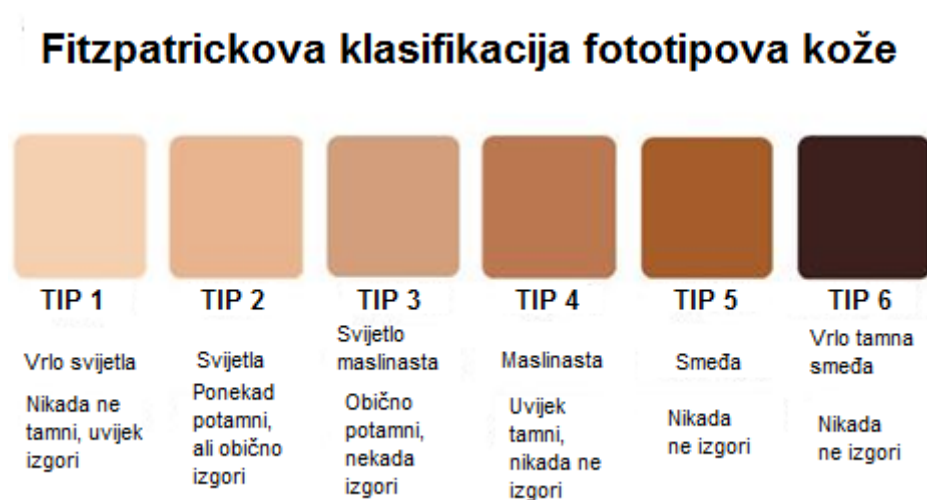 Fitzpatrickova klasifikacija fototipova kože
TIP 1
Vrlo svijetla
Nikada ne
tamni, uvijek
izgori
TIP 2
Svijetla
Ponekad
potamni,
ali obično
izgori
TIP 3
Svijetlo
maslinasta
Obično
potamni,
nekada
izgori
TIP 4
Maslinasta
Uvijek
tamni,
nikada ne
izgori
TIP 5
Smeđa
Nikada
ne izgori
TIP 6
Vrlo tamna
smeđa
Nikada
ne izgori